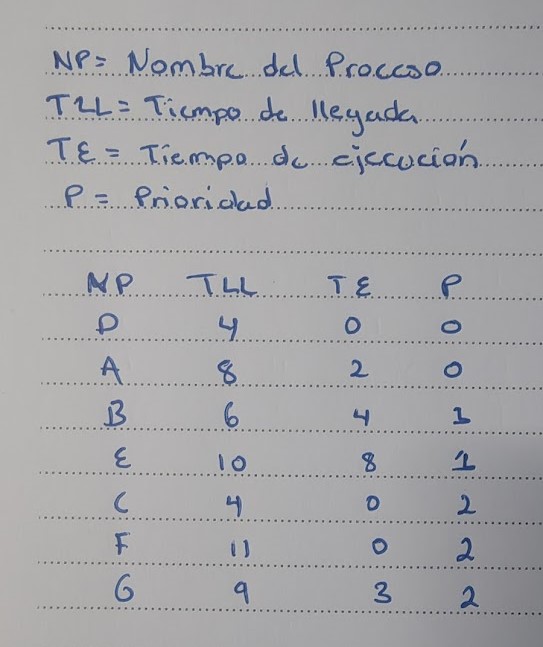 NP= Nombre del Proceso
TLL = Tiempo de llegada
TE = Tiempo de ejecución
P = Prioridad
NP TLL TE P
D 4 0 0
A 8 2 0
B 6 4 1
E 10 8 1
C 4 0 2
F 11 0 2
G 9 3 2